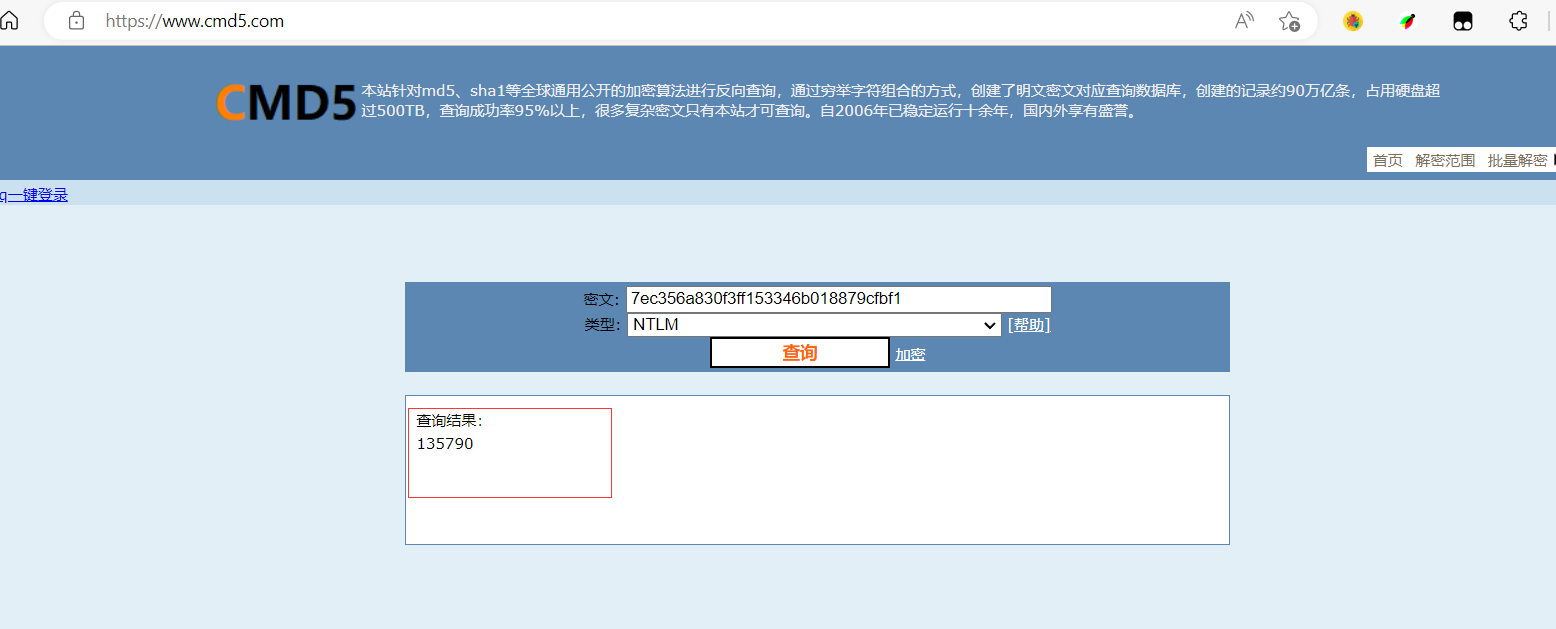 https://www.cmd5.com
CMD5
本站针对md5、sha1等全球通用公开的加密算法进行反向查询，通过穷举字符组合的方式，创建了明文密文对应查询数据库，创建的记录约90万亿条，占用硬盘超
过500TB，查询成功率95%以上，很多复杂密文只有本站才可查询。自2006年已稳定运行十余年，国内外享有盛誉。
首页 解密范围 批量解密
q一键登录
密文： 7ec356a830f3ff153346b018879cfbf1
类型： NTLM [帮助]
查询 加密
查询结果：
135790